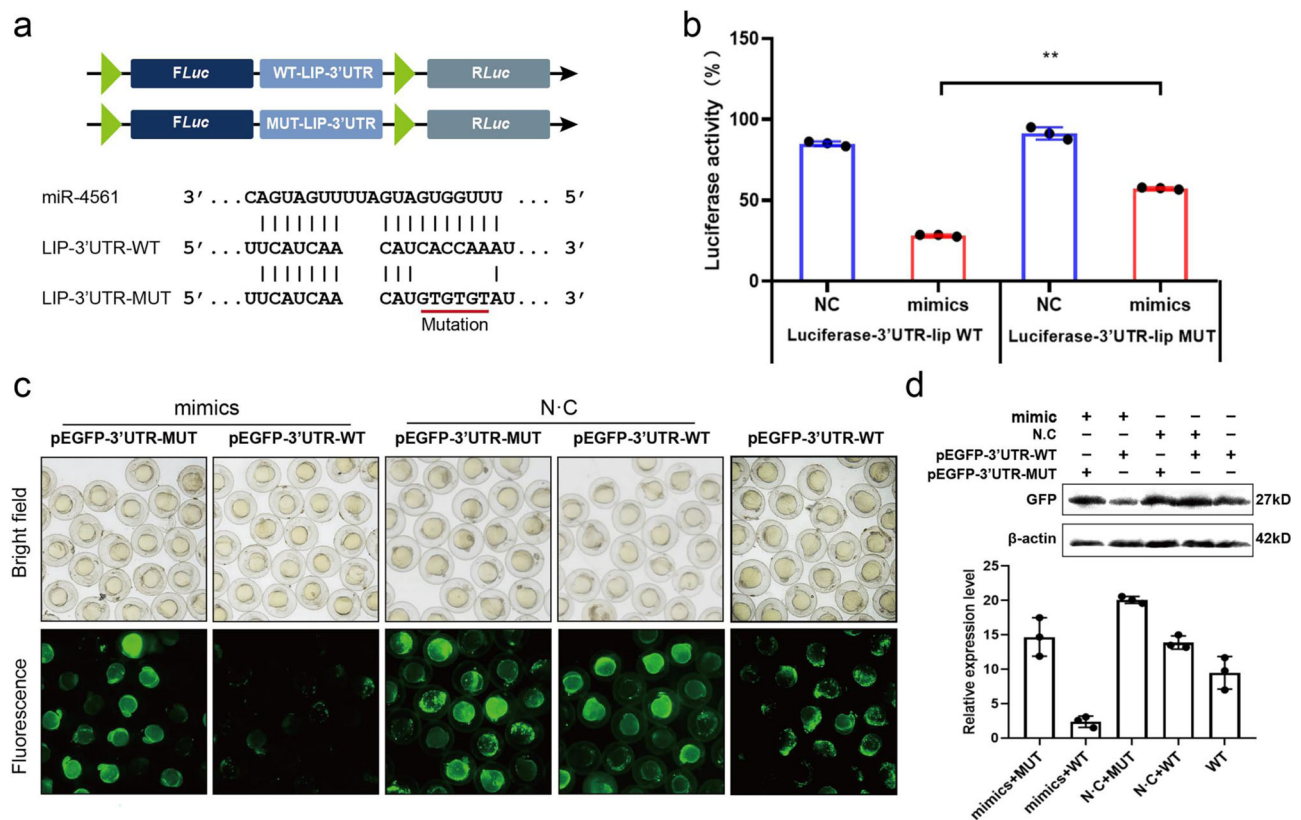 a
FLuc WT-LIP-3'UTR RLuc
FLuc MUT-LIP-3'UTR RLuc
miR-4561 3′ ...CAGUAGUUUUAGUAGUGGUUU ... 5′
LIP-3'UTR-WT 5′ ...UUCAUCAA CAUCACCAAAU... 3′
LIP-3'UTR-MUT 5′ ...UUCAUCAA CAUGTGTGTAU... 3′
Mutation
b
Luciferase activity (%)
150
100
50
0
**
NC mimics NC mimics
Luciferase-3'UTR-lip WT Luciferase-3'UTR-lip MUT
c
mimics N·C
pEGFP-3'UTR-MUT pEGFP-3'UTR-WT pEGFP-3'UTR-MUT pEGFP-3'UTR-WT pEGFP-3'UTR-WT
Bright field
Fluorescence
d
mimic + + – – –
N.C – – + + –
pEGFP-3'UTR-WT – + – + +
pEGFP-3'UTR-MUT + – + – –
GFP 27kD
β-actin 42kD
Relative expression level
25
20
15
10
5
0
mimics+MUT mimics+WT N·C+MUT N·C+WT WT